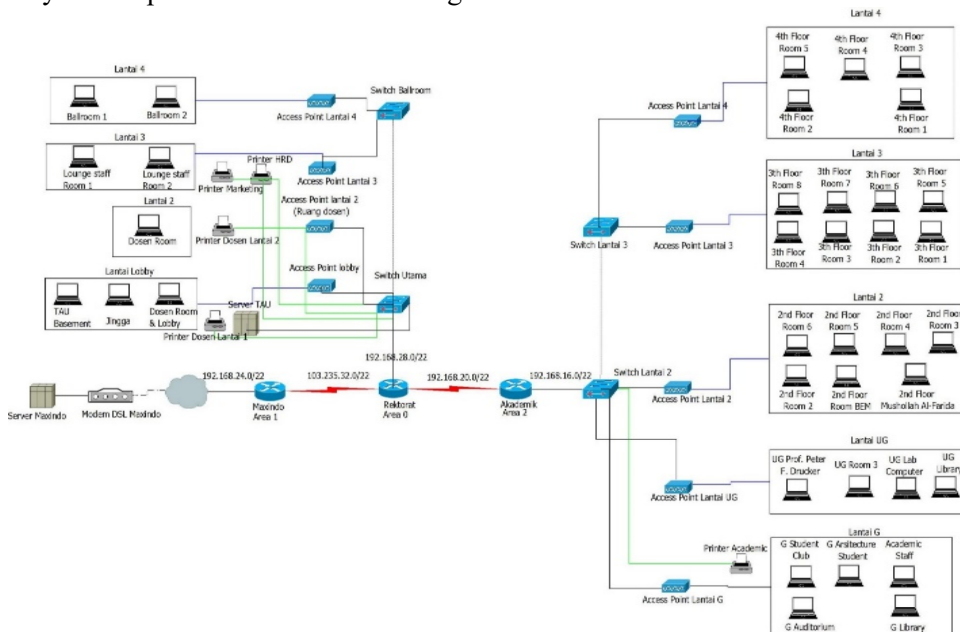 Lantai 4
Ballroom 1
Ballroom 2
Access Point Lantai 4
Switch Ballroom
Lantai 3
Lounge staff
Room 1
Lounge staff
Room 2
Printer HRD
Printer Marketing
Access Point Lantai 3
Lantai 2
Dosen Room
Printer Dosen Lantai 2
Access Point lantai 2
(Ruang dosen)
Access Point lobby
Switch Utama
Lantai Lobby
TAU
Basement
Jingga
Dosen Room
& Lobby
Server TAU
Printer Dosen Lantai 1
192.168.28.0/22
Server Maxindo
Modem DSL Maxindo
192.168.24.0/22
Maxindo
Area 1
103.235.32.0/22
Rektorat
Area 0
192.168.20.0/22
Akademik
Area 2
192.168.16.0/22
Switch Lantai 2
Switch Lantai 3
Access Point Lantai 4
Lantai 4
4th Floor
Room 5
4th Floor
Room 4
4th Floor
Room 3
4th Floor
Room 2
4th Floor
Room 1
Access Point Lantai 3
Lantai 3
3th Floor
Room 8
3th Floor
Room 7
3th Floor
Room 6
3th Floor
Room 5
3th Floor
Room 4
3th Floor
Room 3
3th Floor
Room 2
3th Floor
Room 1
Access Point Lantai 2
Lantai 2
2nd Floor
Room 6
2nd Floor
Room 5
2nd Floor
Room 4
2nd Floor
Room 3
2nd Floor
Room 2
2nd Floor
Room BEM
2nd Floor
Mushollah Al-Farida
Access Point Lantai UG
Lantai UG
UG Prof. Peter
F. Drucker
UG Room 3
UG Lab
Computer
UG
Library
Printer Academic
Access Point Lantai G
Lantai G
G Student
Club
G Arsitecture
Student
Academic
Staff
G Auditorium
G Library